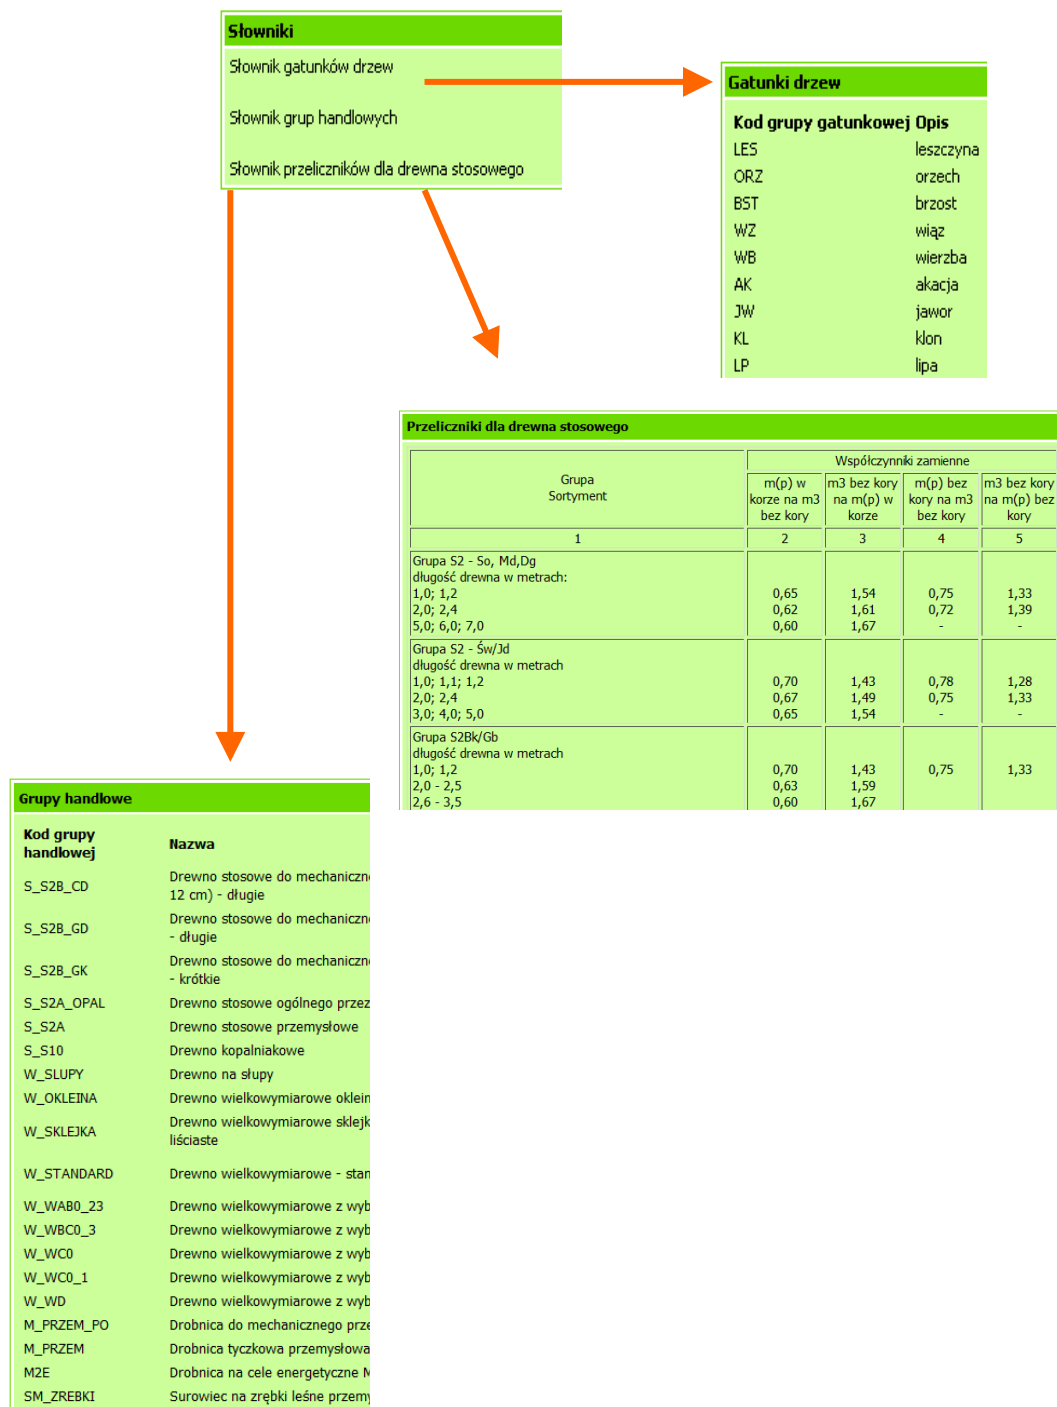 Słowniki
Słownik gatunków drzew
Słownik grup handlowych
Słownik przeliczników dla drewna stosowego
Gatunki drzew
Kod grupy gatunkowej Opis
LES leszczyna
ORZ orzech
BST brzost
WZ wiąz
WB wierzba
AK akacja
JW jawor
KL klon
LP lipa
Przeliczniki dla drewna stosowego
Grupa
Sortyment
Współczynniki zamienne
m(p) w
korze na m3
bez kory
m3 bez kory
na m(p) w
korze
m(p) bez
kory na m3
bez kory
m3 bez kory
na m(p) bez
kory
1 2 3 4 5
Grupa S2 - So, Md,Dg
długość drewna w metrach:
1,0; 1,2 0,65 1,54 0,75 1,33
2,0; 2,4 0,62 1,61 0,72 1,39
5,0; 6,0; 7,0 0,60 1,67 - -
Grupa S2 - Św/Jd
długość drewna w metrach
1,0; 1,1; 1,2 0,70 1,43 0,78 1,28
2,0; 2,4 0,67 1,49 0,75 1,33
3,0; 4,0; 5,0 0,65 1,54 - -
Grupa S2Bk/Gb
długość drewna w metrach
1,0; 1,2 0,70 1,43 0,75 1,33
2,0 - 2,5 0,63 1,59
2,6 - 3,5 0,60 1,67
Grupy handlowe
Kod grupy
handlowej
Nazwa
S_S2B_CD Drewno stosowe do mechaniczne
12 cm) - długie
S_S2B_GD Drewno stosowe do mechaniczne
- długie
S_S2B_GK Drewno stosowe do mechaniczne
- krótkie
S_S2A_OPAL Drewno stosowe ogólnego przez
S_S2A Drewno stosowe przemysłowe
S_S10 Drewno kopalniakowe
W_SLUPY Drewno na słupy
W_OKLEINA Drewno wielkowymiarowe oklein
W_SKLEJKA Drewno wielkowymiarowe sklejk
liściaste
W_STANDARD Drewno wielkowymiarowe - stan
W_WAB0_23 Drewno wielkowymiarowe z wyb
W_WBC0_3 Drewno wielkowymiarowe z wyb
W_WC0 Drewno wielkowymiarowe z wyb
W_WC0_1 Drewno wielkowymiarowe z wyb
W_WD Drewno wielkowymiarowe z wyb
M_PRZEM_PO Drobnica do mechanicznego prze
M_PRZEM Drobnica tyczkowa przemysłowa
M2E Drobnica na cele energetyczne M
SM_ZREBKI Surowiec na zrębki leśne przemy